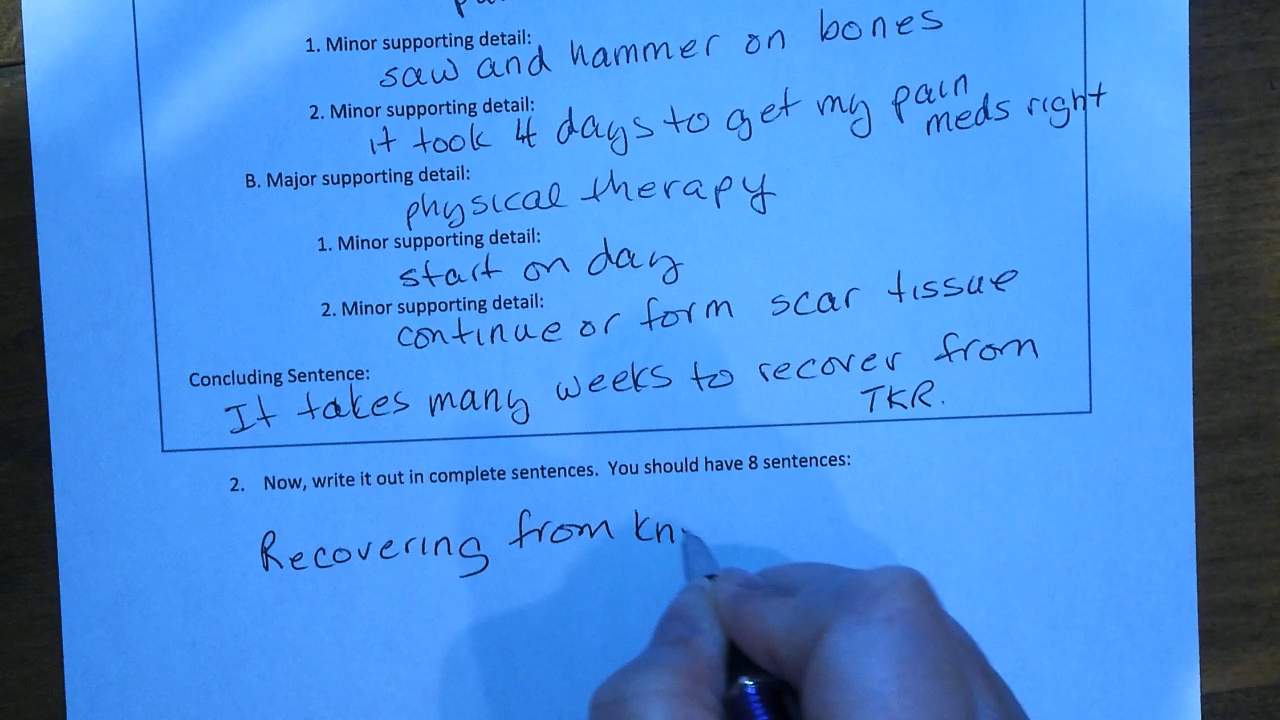 1. Minor supporting detail:
saw and hammer on bones
2. Minor supporting detail:
it took 4 days to get my pain
meds right
B. Major supporting detail:
physical therapy
1. Minor supporting detail:
start on day
2. Minor supporting detail:
continue or form scar tissue
Concluding Sentence:
It takes many weeks to recover from
TKR.
2. Now, write it out in complete sentences. You should have 8 sentences:
Recovering from kn